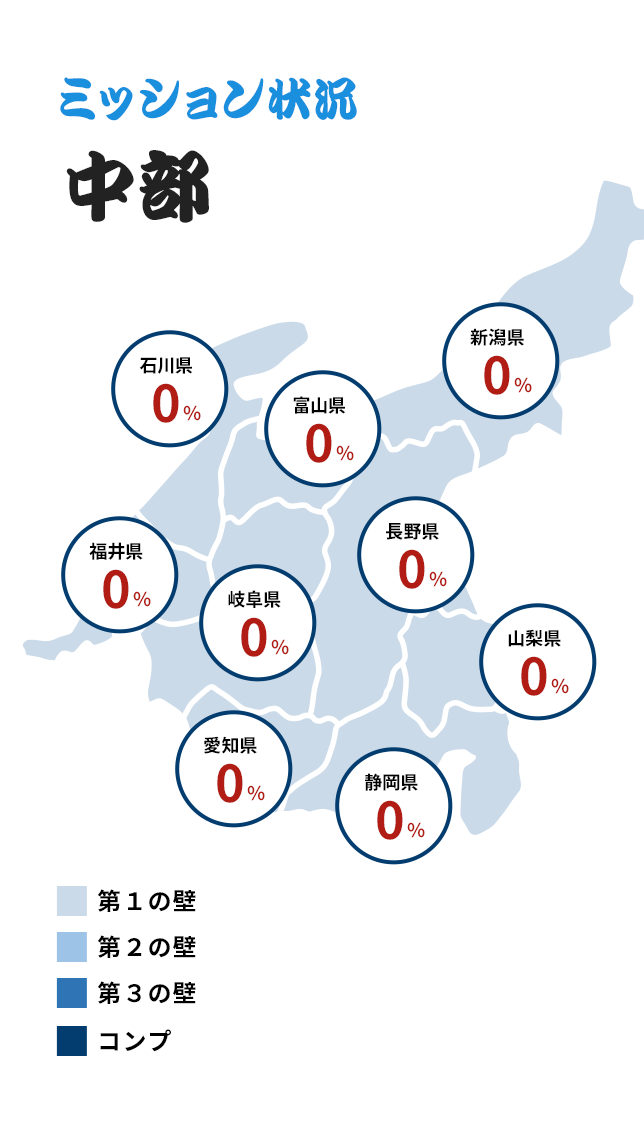 ミッション状況
中部
新潟県
0%
石川県
0%
富山県
0%
長野県
0%
福井県
0%
岐阜県
0%
山梨県
0%
愛知県
0%
静岡県
0%
第１の壁
第２の壁
第３の壁
コンプ